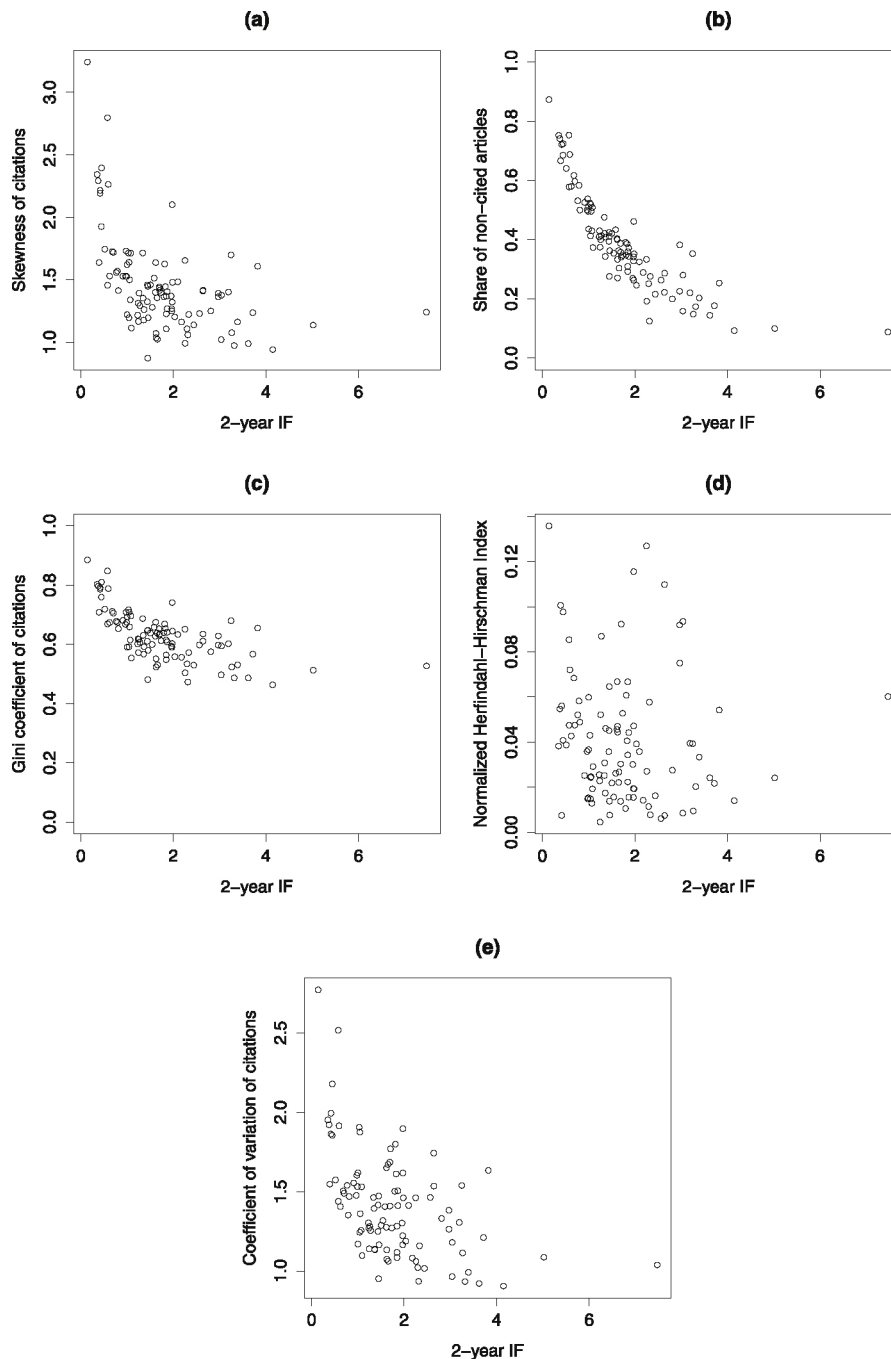 (a)
Skewness of citations
3.0
2.5
2.0
1.5
1.0
0 2 4 6
2−year IF
(b)
Share of non−cited articles
1.0
0.8
0.6
0.4
0.2
0.0
0 2 4 6
2−year IF
(c)
Gini coefficient of citations
1.0
0.8
0.6
0.4
0.2
0.0
0 2 4 6
2−year IF
(d)
Normalized Herfindahl−Hirschman Index
0.12
0.08
0.04
0.00
0 2 4 6
2−year IF
(e)
Coefficient of variation of citations
2.5
2.0
1.5
1.0
0 2 4 6
2−year IF